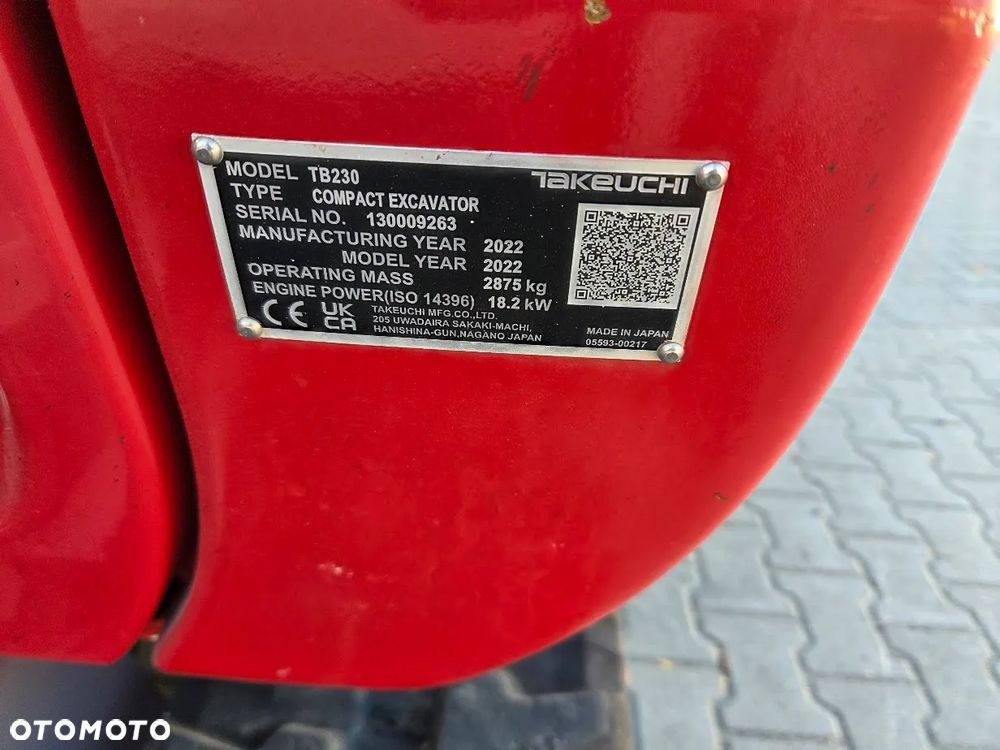 MODEL TB230
TAKEUCHI
TYPE COMPACT EXCAVATOR
SERIAL NO. 130009263
MANUFACTURING YEAR 2022
MODEL YEAR 2022
OPERATING MASS 2875 kg
ENGINE POWER(ISO 14396) 18.2 kW
CE UK CA
TAKEUCHI MFG.CO.,LTD.
205 UWADAIRA SAKAKI-MACHI,
HANISHINA-GUN,NAGANO JAPAN
MADE IN JAPAN
05593-00217
OTOMOTO